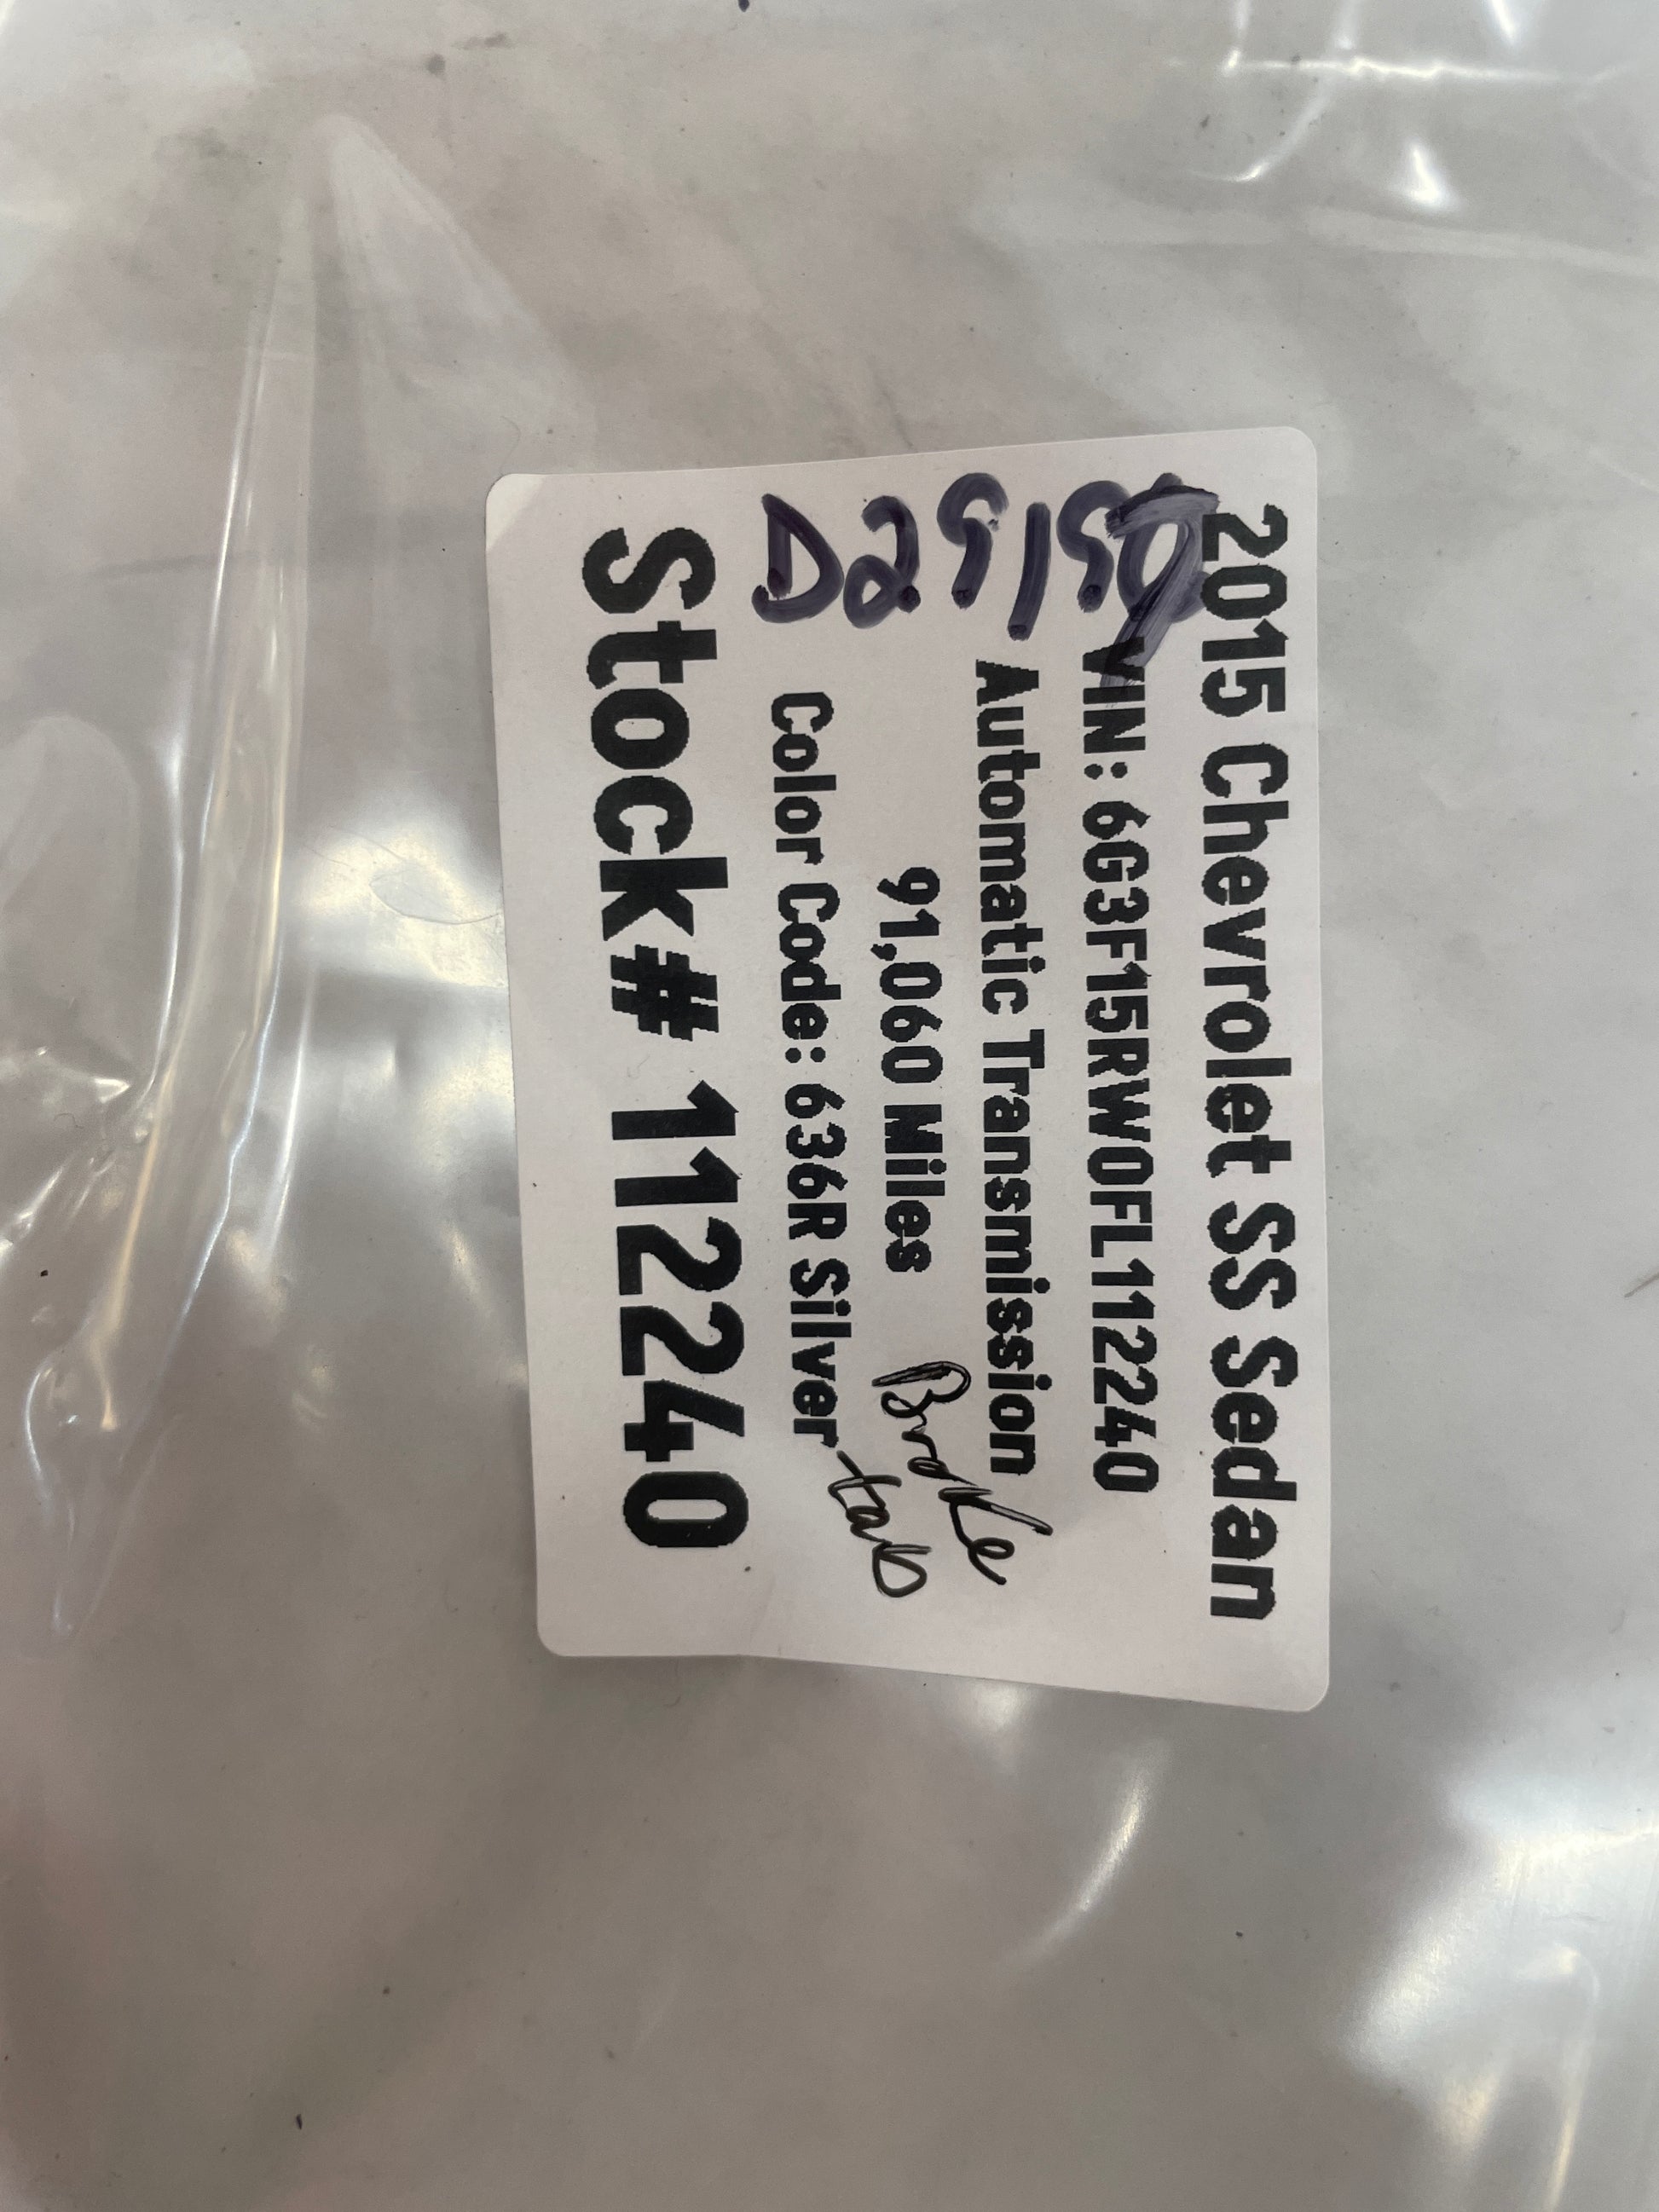 2015 Chevrolet SS Sedan
VIN: 6G3F15RW0FL112240
Automatic Transmission
91,060 Miles
Color Code: 636R Silver
Stock# 112240
Broke
tab